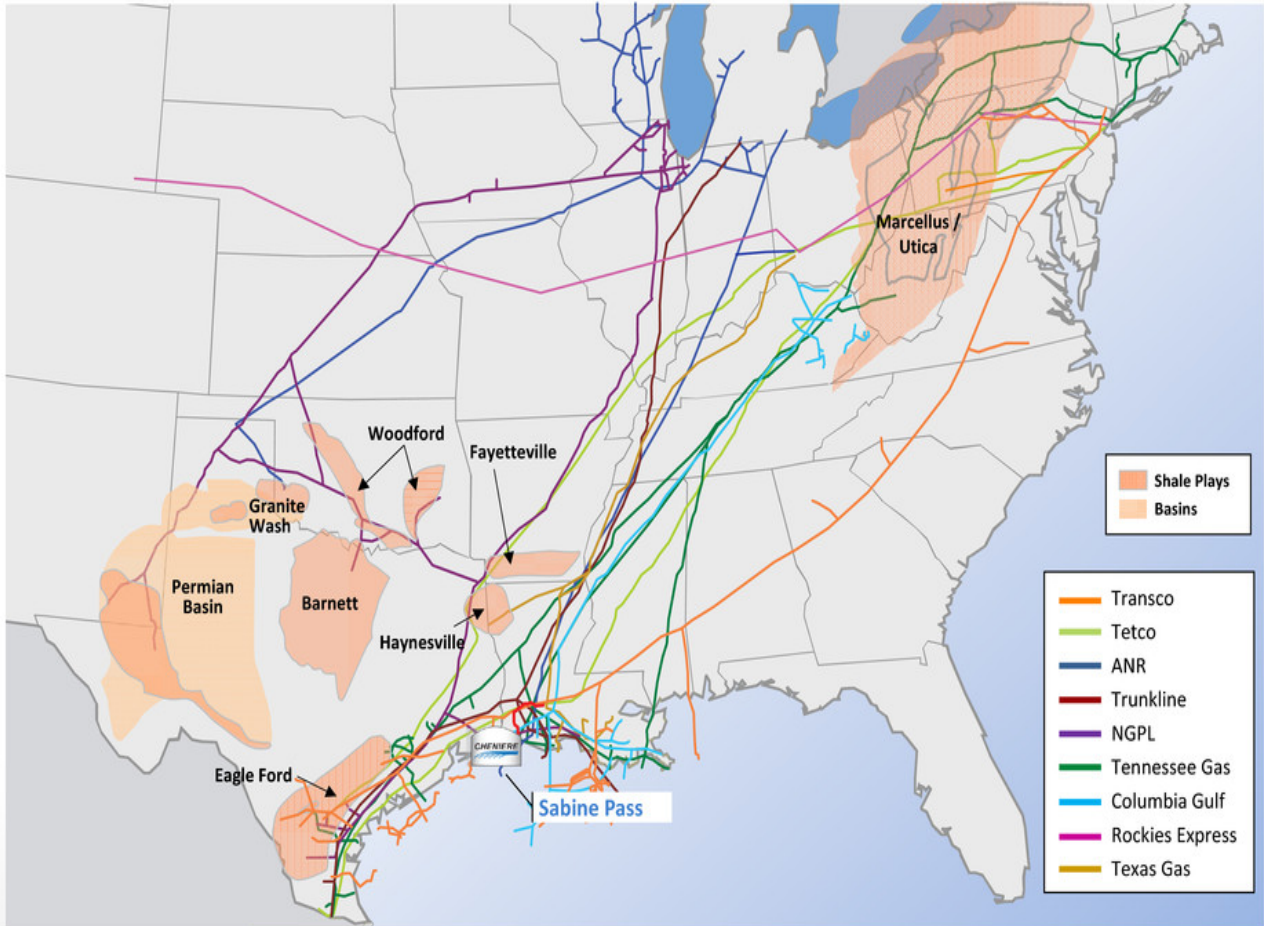 Marcellus /
Utica
Woodford
Fayetteville
Granite
Wash
Permian
Basin
Barnett
Haynesville
Eagle Ford
CHENIERE
Sabine Pass
Shale Plays
Basins
Transco
Tetco
ANR
Trunkline
NGPL
Tennessee Gas
Columbia Gulf
Rockies Express
Texas Gas